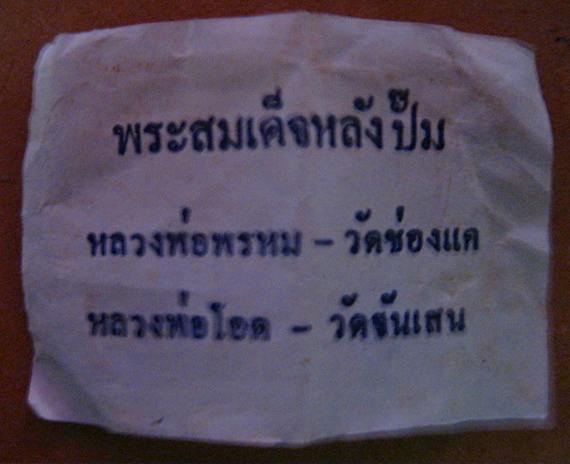 พระสมเด็จหลังปั๊ม
หลวงพ่อพรหม – วัดช่องแค
หลวงพ่อโอด – วัดจันเสน